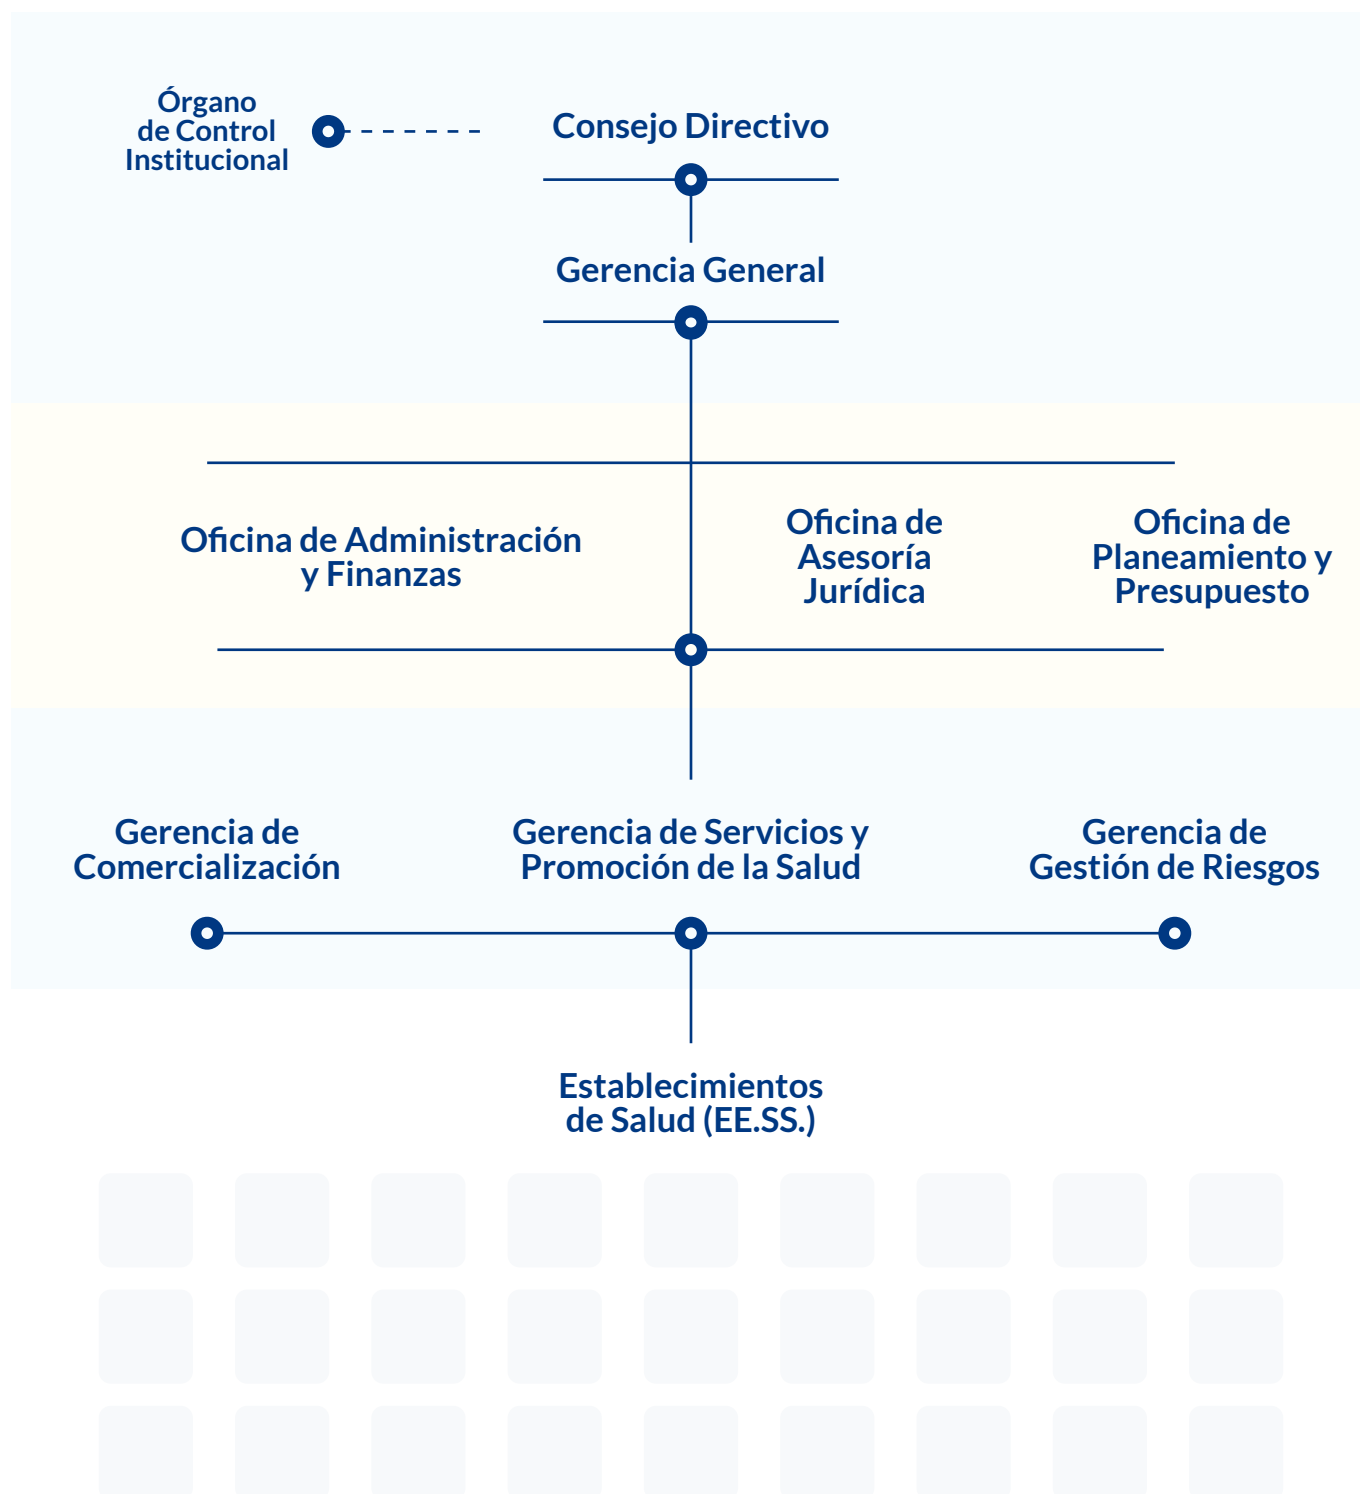 Órgano
de Control
Institucional
Consejo Directivo
Gerencia General
Oficina de Administración
y Finanzas
Oficina de
Asesoría
Jurídica
Oficina de
Planeamiento y
Presupuesto
Gerencia de
Comercialización
Gerencia de Servicios y
Promoción de la Salud
Gerencia de
Gestión de Riesgos
Establecimientos
de Salud (EE.SS.)